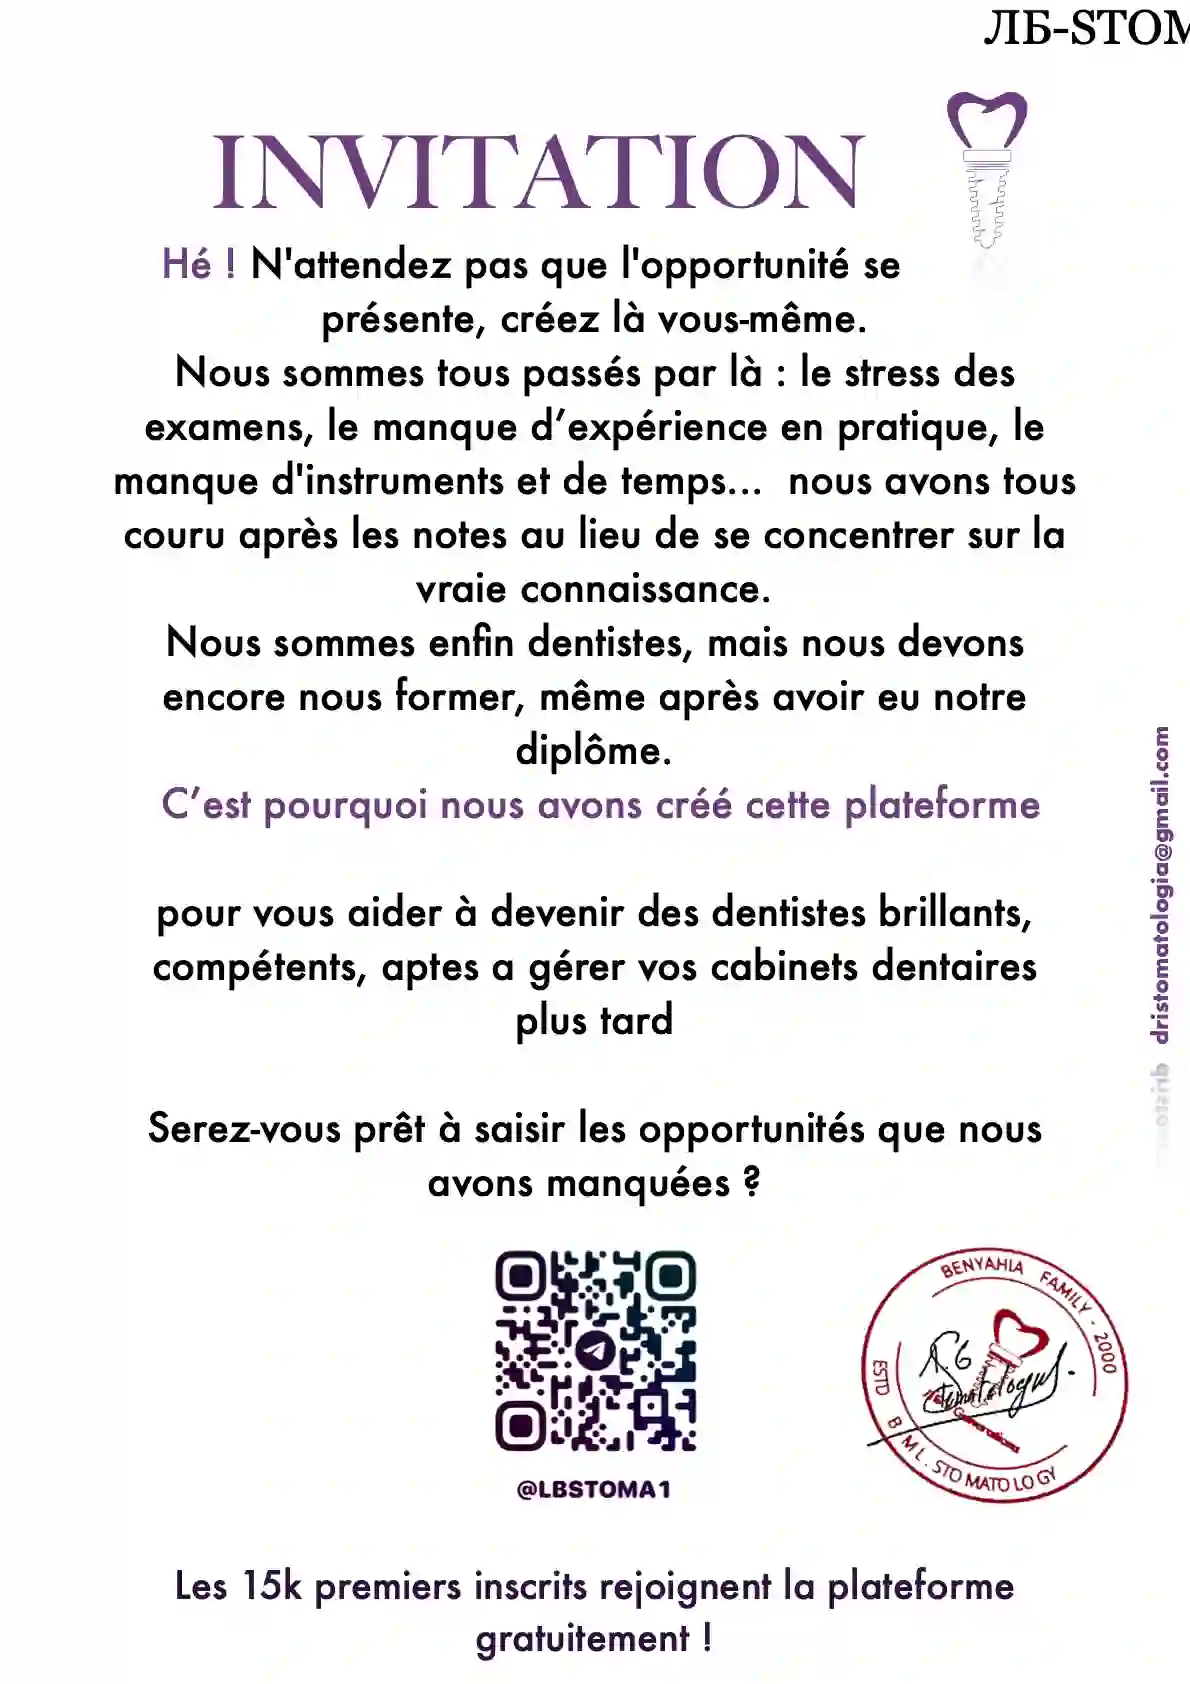 ЛБ-STOM
INVITATION
Hé ! N'attendez pas que l'opportunité se
présente, créez là vous-même.
Nous sommes tous passés par là : le stress des
examens, le manque d’expérience en pratique, le
manque d'instruments et de temps... nous avons tous
couru après les notes au lieu de se concentrer sur la
vraie connaissance.
Nous sommes enfin dentistes, mais nous devons
encore nous former, même après avoir eu notre
diplôme.
C’est pourquoi nous avons créé cette plateforme
pour vous aider à devenir des dentistes brillants,
compétents, aptes a gérer vos cabinets dentaires
plus tard
Serez-vous prêt à saisir les opportunités que nous
avons manquées ?
dristomatologia@gmail.com
@LBSTOMA1
BENYAHIA FAMILY - 2000
ESTD B ML. STOMATOLOGY
Les 15k premiers inscrits rejoignent la plateforme
gratuitement !